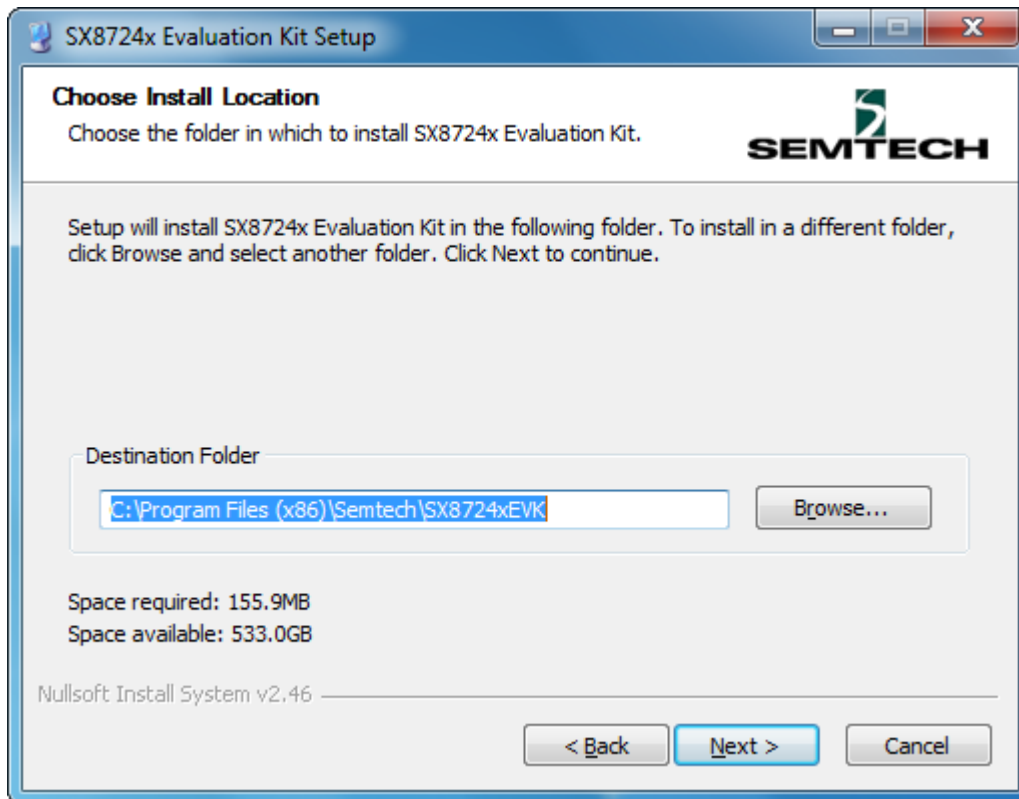 SX8724x Evaluation Kit Setup
Choose Install Location
Choose the folder in which to install SX8724x Evaluation Kit.
SEMTECH
Setup will install SX8724x Evaluation Kit in the following folder. To install in a different folder,
click Browse and select another folder. Click Next to continue.
Destination Folder
C:\Program Files (x86)\Semtech\SX8724xEVK
Browse...
Space required: 155.9MB
Space available: 533.0GB
Nullsoft Install System v2.46
< Back
Next >
Cancel